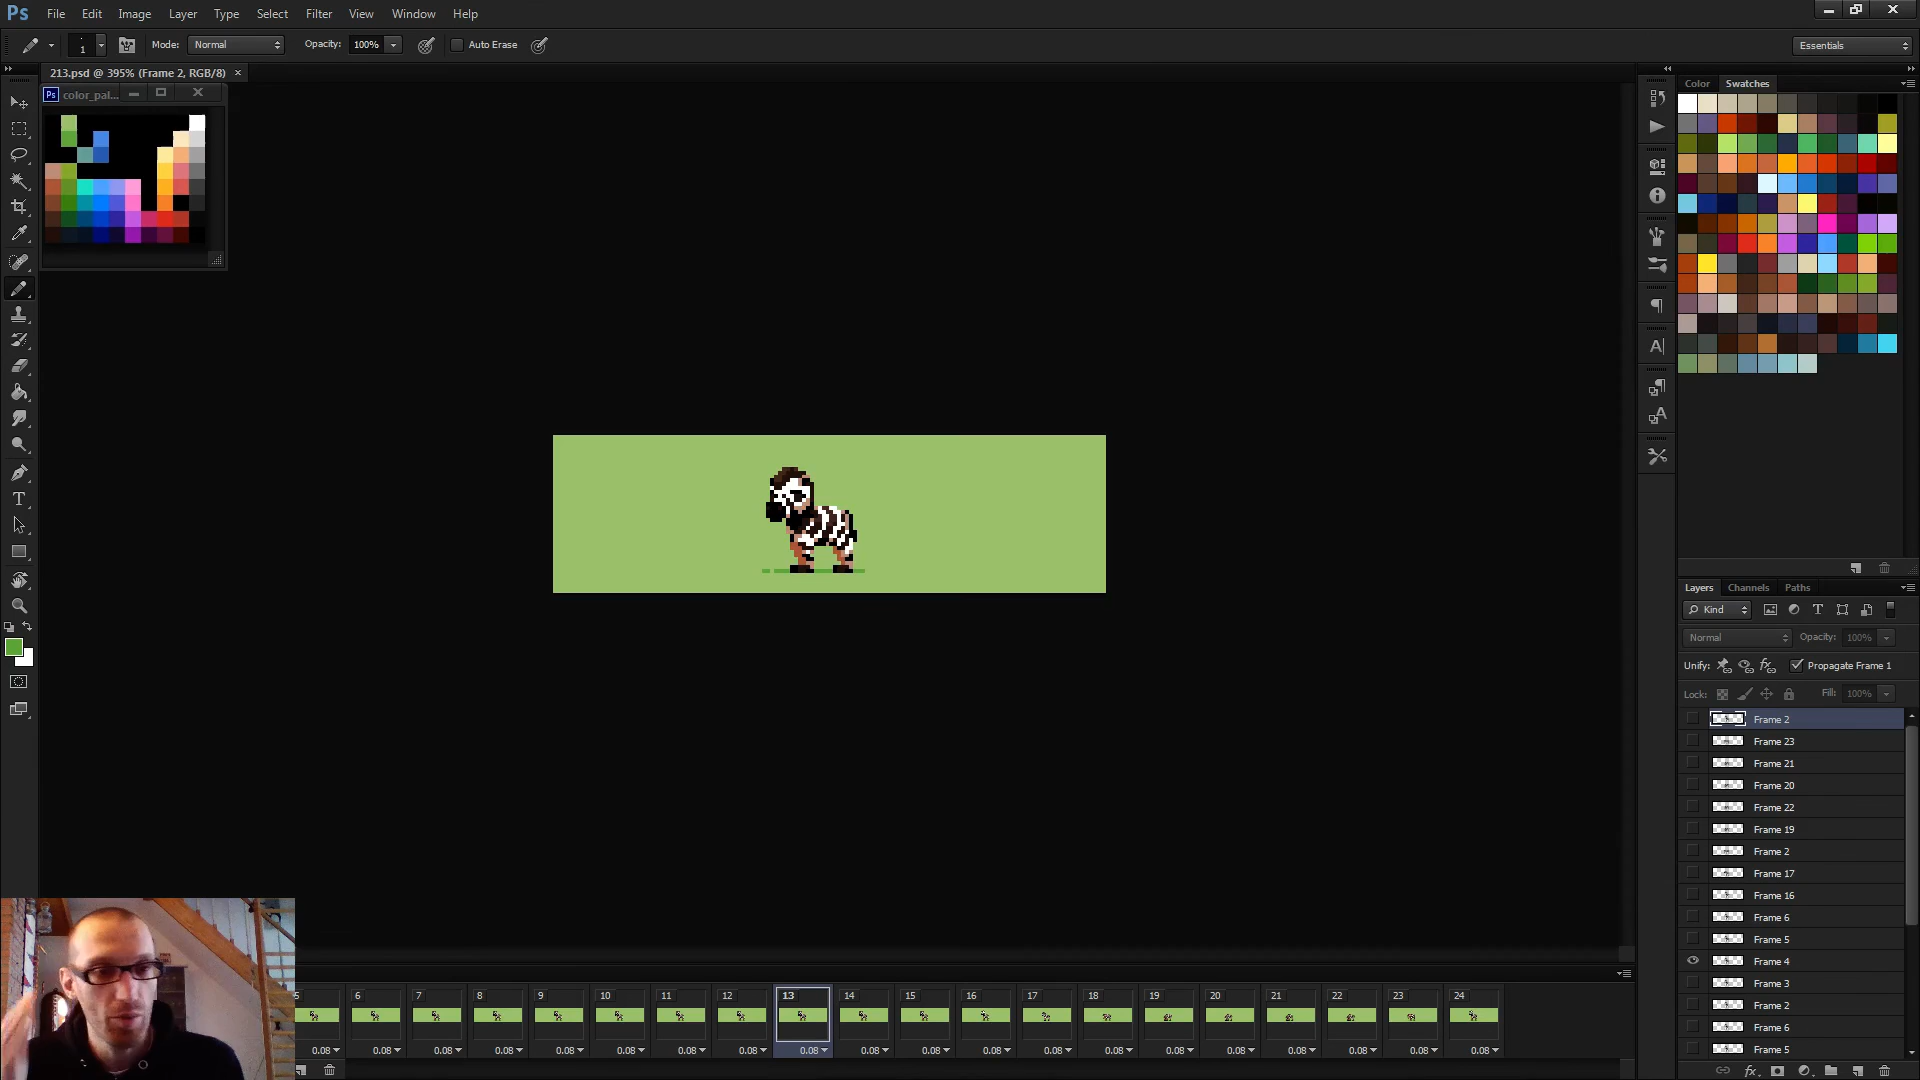 Ps File Edit Image Layer Type Select Filter View Window Help
1 Mode: Normal Opacity: 100% Auto Erase Essentials
213.psd @ 395% (Frame 2, RGB/8) ×
Ps color_pal...
Color Swatches
Layers Channels Paths
Kind
Normal Opacity: 100%
Unify: Propagate Frame 1
Lock: Fill: 100%
Frame 2
Frame 23
Frame 21
Frame 20
Frame 22
Frame 19
Frame 2
Frame 17
Frame 16
Frame 6
Frame 5
Frame 4
Frame 3
Frame 2
Frame 6
Frame 5
5 6 7 8 9 10 11 12 13 14 15 16 17 18 19 20 21 22 23 24
0.08 0.08 0.08 0.08 0.08 0.08 0.08 0.08 0.08 0.08 0.08 0.08 0.08 0.08 0.08 0.08 0.08 0.08 0.08 0.08